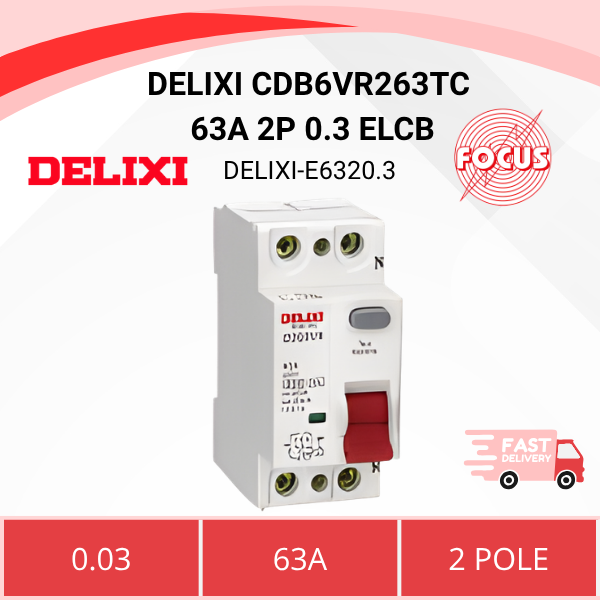 DELIXI CDB6VR263TC
63A 2P 0.3 ELCB
DELIXI
DELIXI-E6320.3
FOCUS
N
DELIXI
N
FAST
DELIVERY
0.03
63A
2 POLE